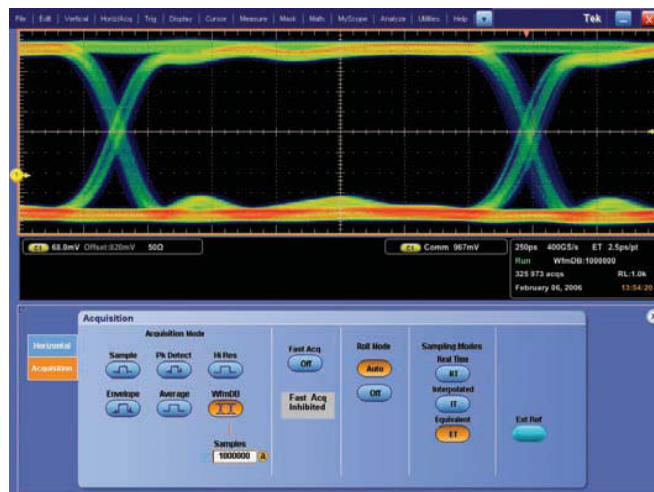 File Edit Vertical Horiz/Acq Trig Display Cursor Measure Mask Math MyScope Analyze Utilities Help Tek
1
C1 68.0mV Offset:820mV 50Ω
C1 Comm 967mV
250ps 400GS/s ET 2.5ps/pt
Run WfmDB:1000000
325 973 acqs RL:1.0k
February 06, 2006 13:54:20
Acquisition
Horizontal
Acquisition
Acquisition Mode
Sample Pk Detect Hi Res
Envelope Average WfmDB
Samples
1000000 a
Fast Acq
Off
Fast Acq
Inhibited
Roll Mode
Auto
Off
Sampling Modes
Real Time
RT
Interpolated
IT
Equivalent
ET
Ext Ref